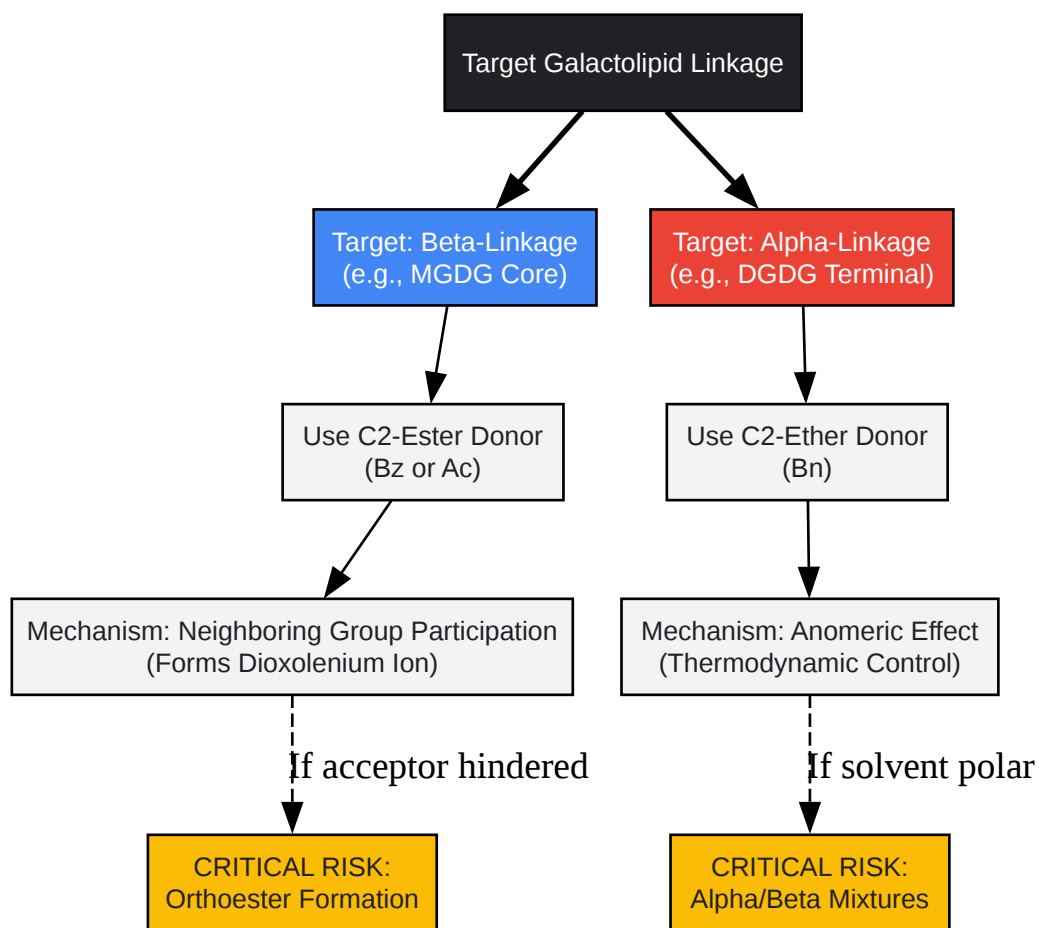 Target Galactolipid Linkage
Target: Beta-Linkage
(e.g., MGDG Core)
Target: Alpha-Linkage
(e.g., DGDG Terminal)
Use C2-Ester Donor
(Bz or Ac)
Use C2-Ether Donor
(Bn)
Mechanism: Neighboring Group Participation
(Forms Dioxolenium Ion)
Mechanism: Anomeric Effect
(Thermodynamic Control)
If acceptor hindered
If solvent polar
CRITICAL RISK:
Orthoester Formation
CRITICAL RISK:
Alpha/Beta Mixtures